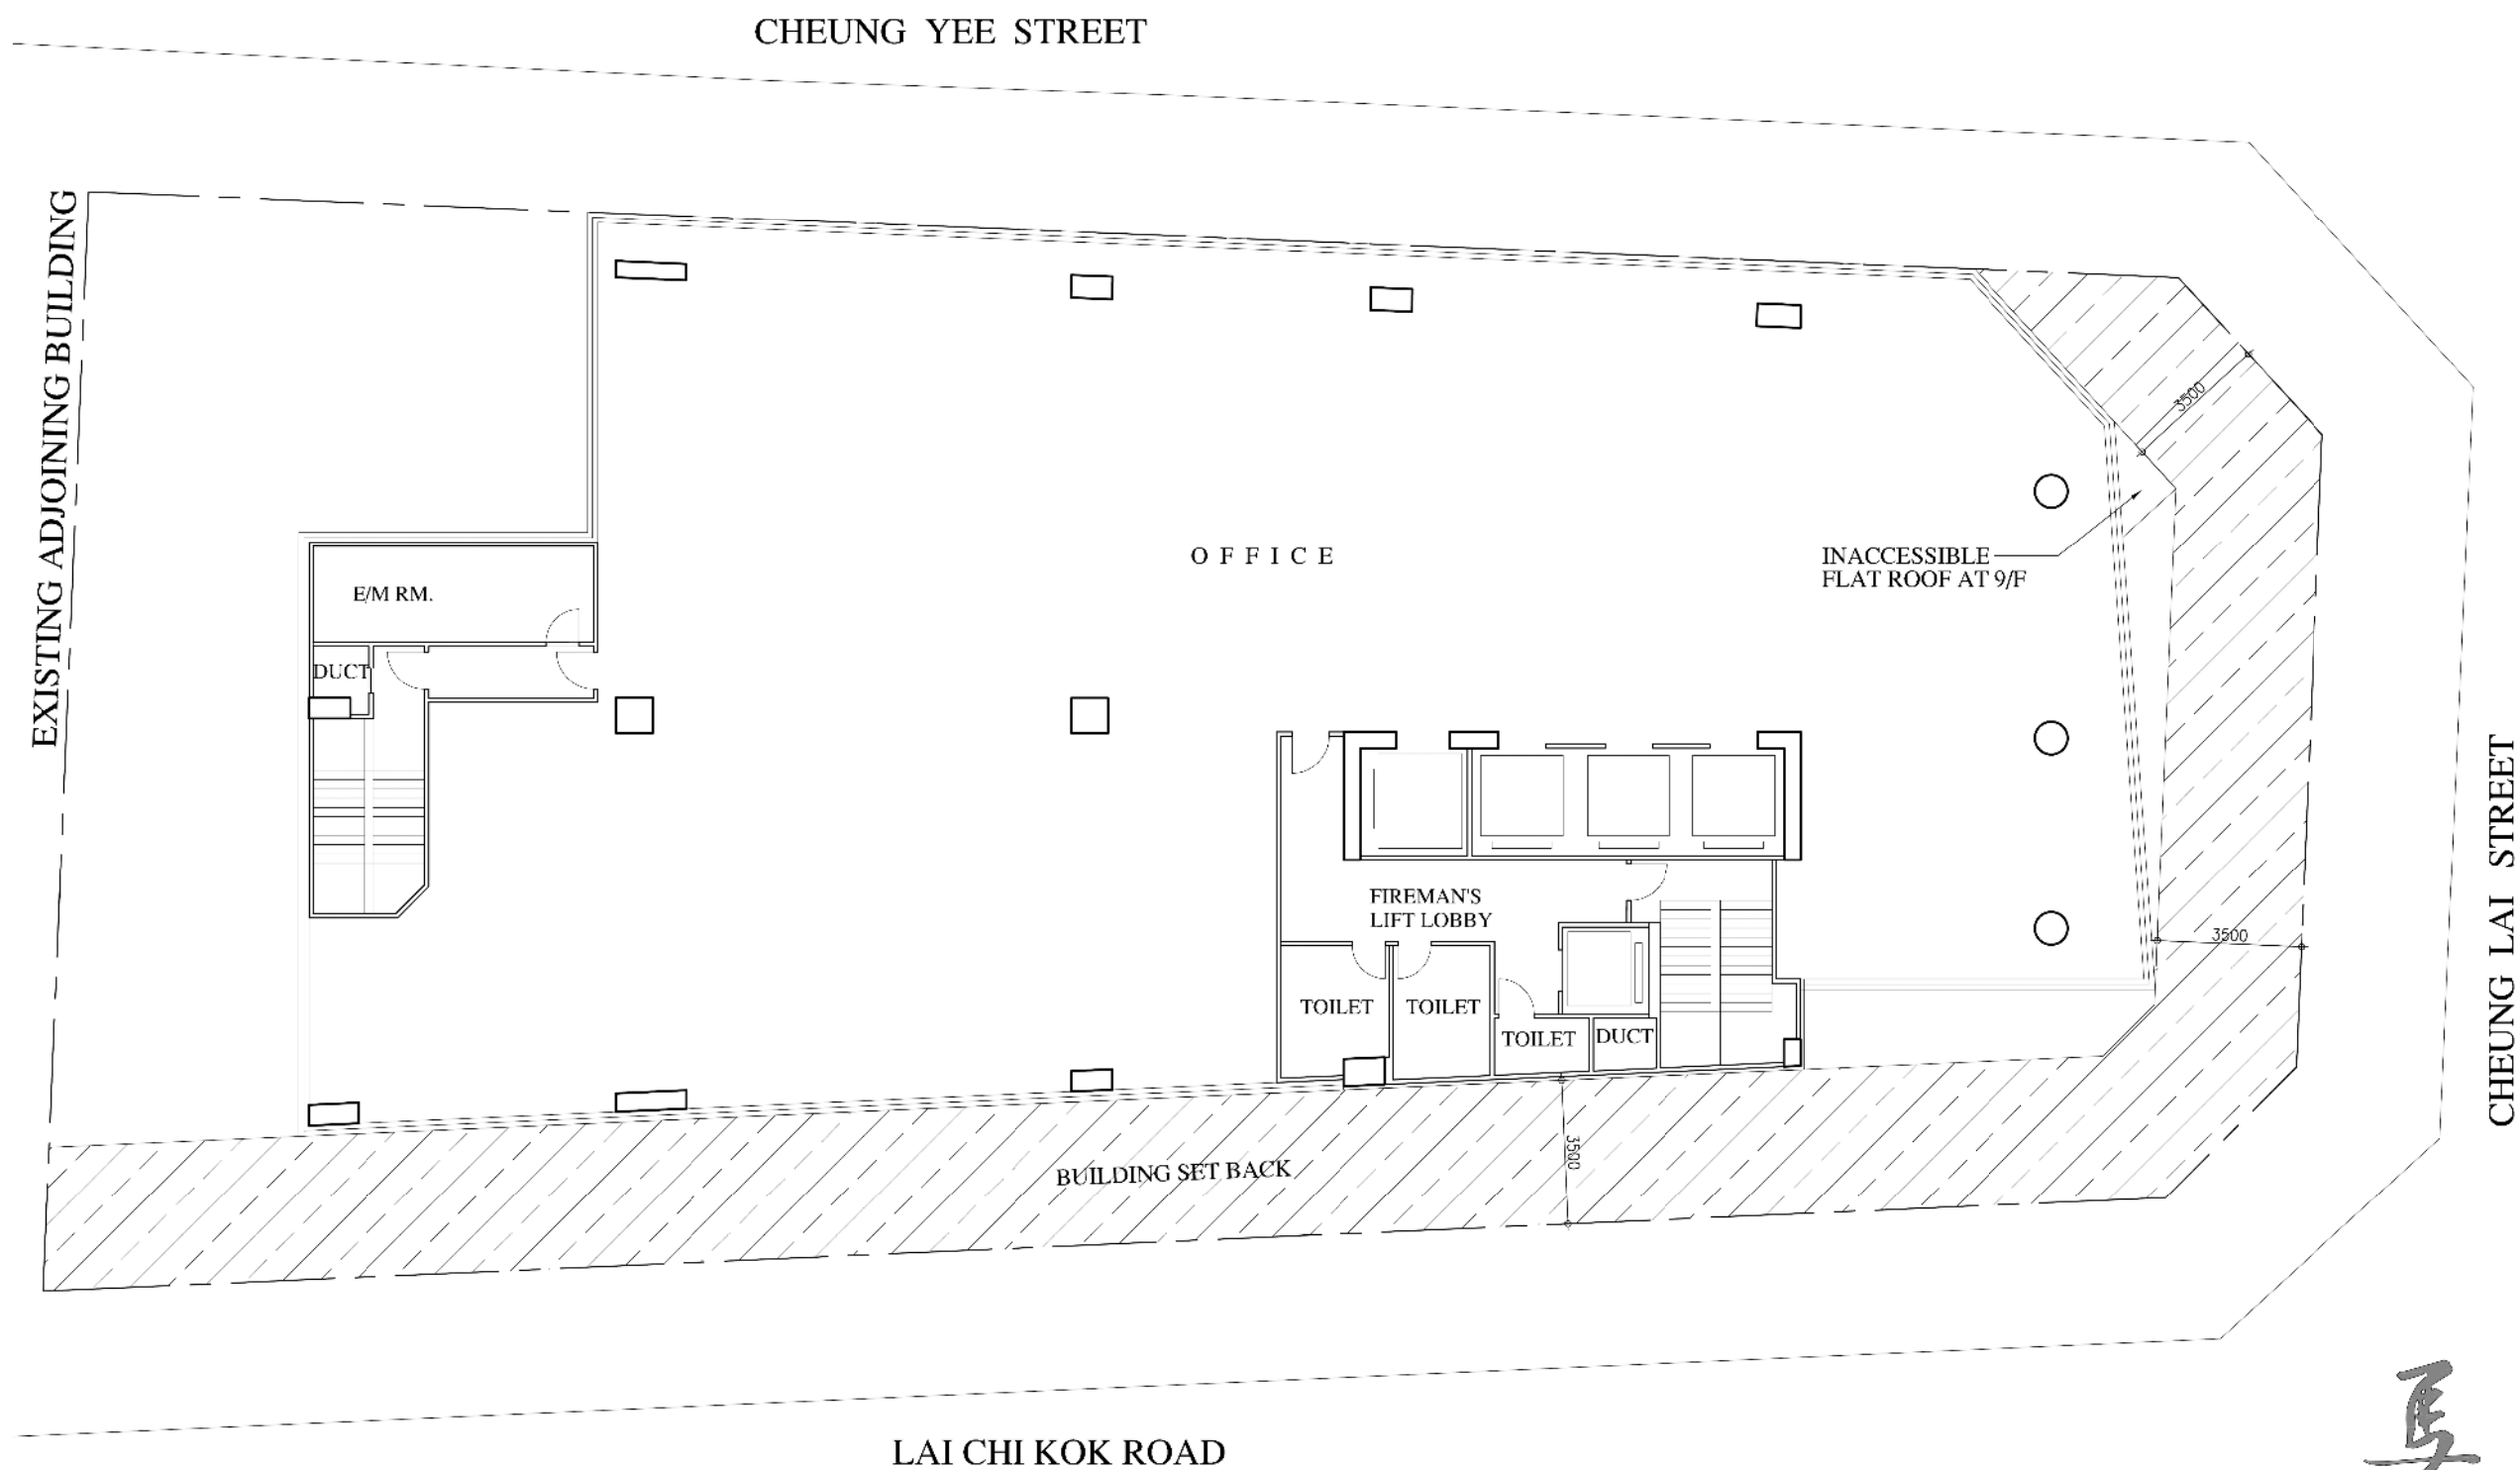 CHEUNG YEE STREET
EXISTING ADJOINING BUILDING
3500
OFFICE
INACCESSIBLE
FLAT ROOF AT 9/F
E/M RM.
DUCT
CHEUNG LAI STREET
FIREMAN'S
LIFT LOBBY
3500
TOILET
TOILET
TOILET
DUCT
3500
BUILDING SET BACK
LAI CHI KOK ROAD
馬